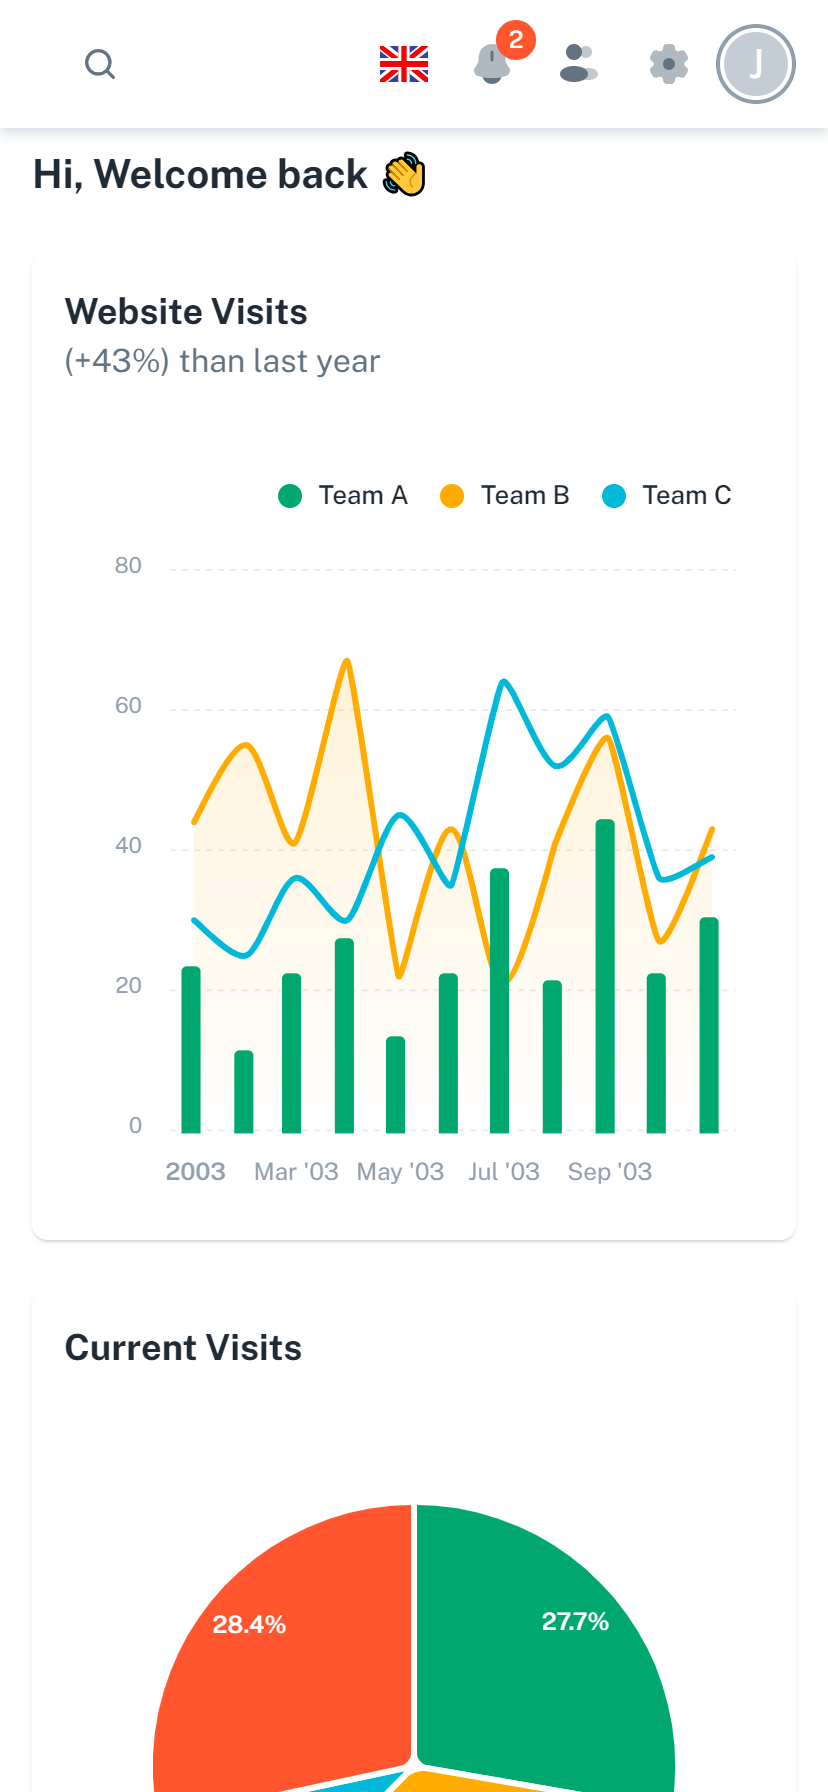 2
J
Hi, Welcome back 👋
Website Visits
(+43%) than last year
Team A Team B Team C
80
60
40
20
0
2003 Mar '03 May '03 Jul '03 Sep '03
Current Visits
28.4% 27.7%